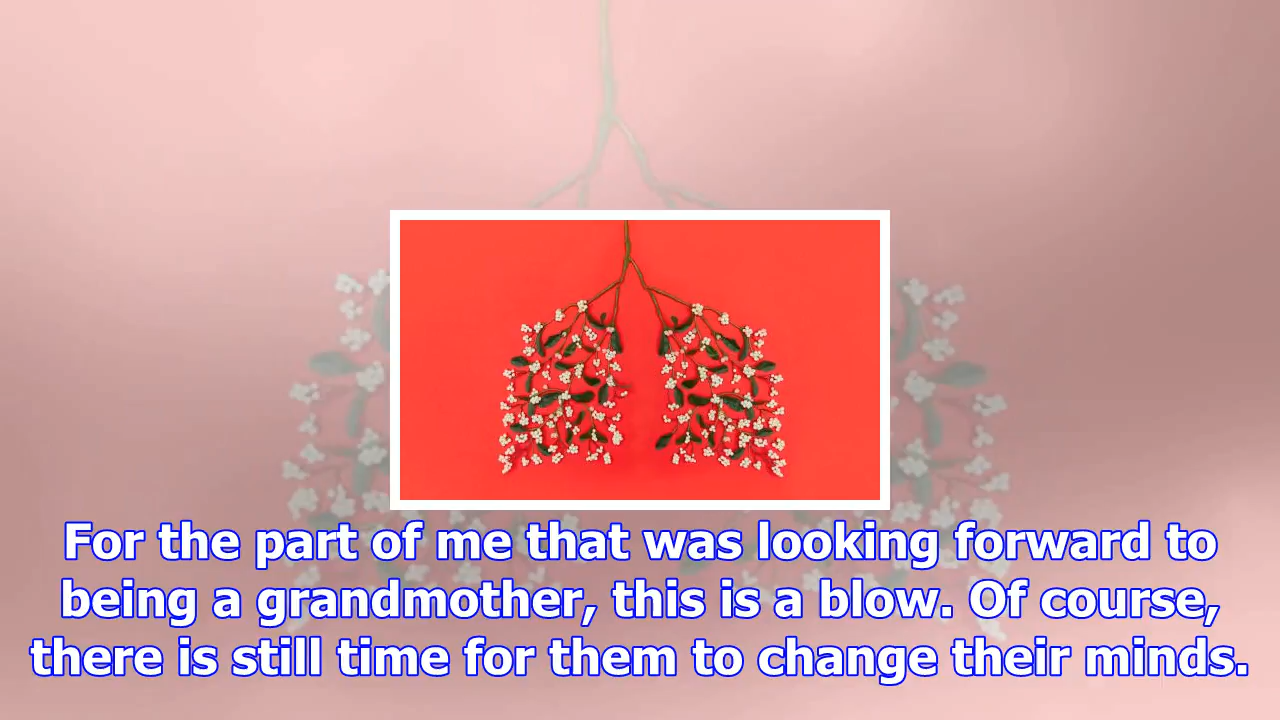 For the part of me that was looking forward to
being a grandmother, this is a blow. Of course,
there is still time for them to change their minds.